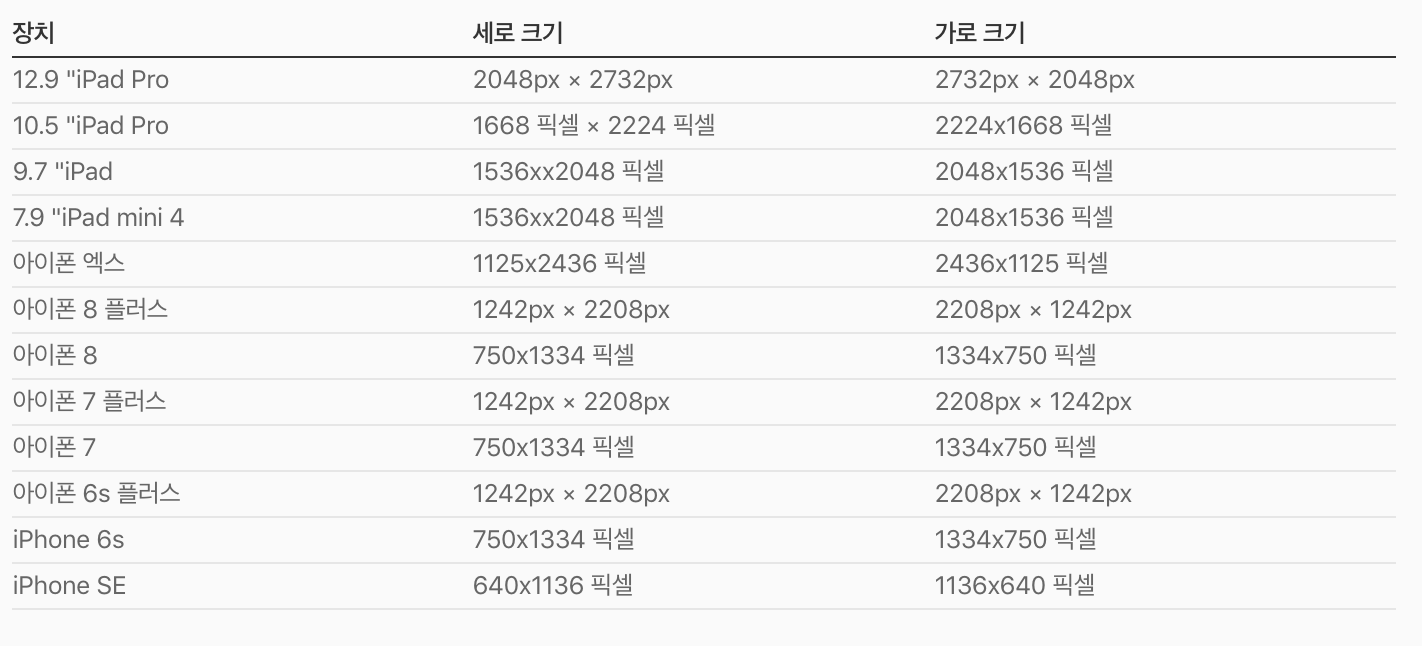 장치 세로 크기 가로 크기
12.9 "iPad Pro 2048px × 2732px 2732px × 2048px
10.5 "iPad Pro 1668 픽셀 × 2224 픽셀 2224x1668 픽셀
9.7 "iPad 1536xx2048 픽셀 2048x1536 픽셀
7.9 "iPad mini 4 1536xx2048 픽셀 2048x1536 픽셀
아이폰 엑스 1125x2436 픽셀 2436x1125 픽셀
아이폰 8 플러스 1242px × 2208px 2208px × 1242px
아이폰 8 750x1334 픽셀 1334x750 픽셀
아이폰 7 플러스 1242px × 2208px 2208px × 1242px
아이폰 7 750x1334 픽셀 1334x750 픽셀
아이폰 6s 플러스 1242px × 2208px 2208px × 1242px
iPhone 6s 750x1334 픽셀 1334x750 픽셀
iPhone SE 640x1136 픽셀 1136x640 픽셀